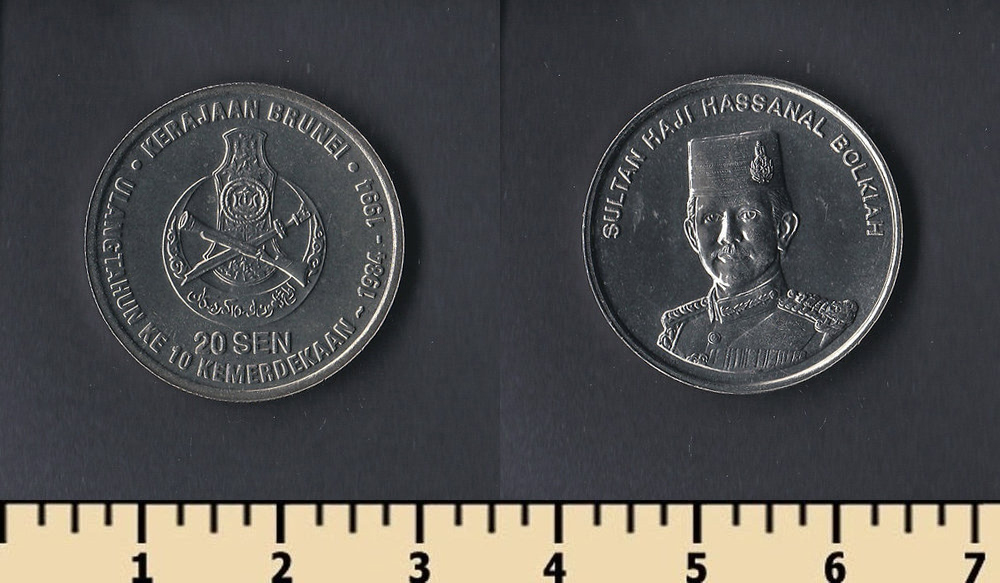 • KERAJAAN BRUNEI •
ULANGTAHUN KE 10 KEMERDEKAAN ~ 1984 - 1994
20 SEN
SULTAN HAJI HASSANAL BOLKIAH
1 2 3 4 5 6 7